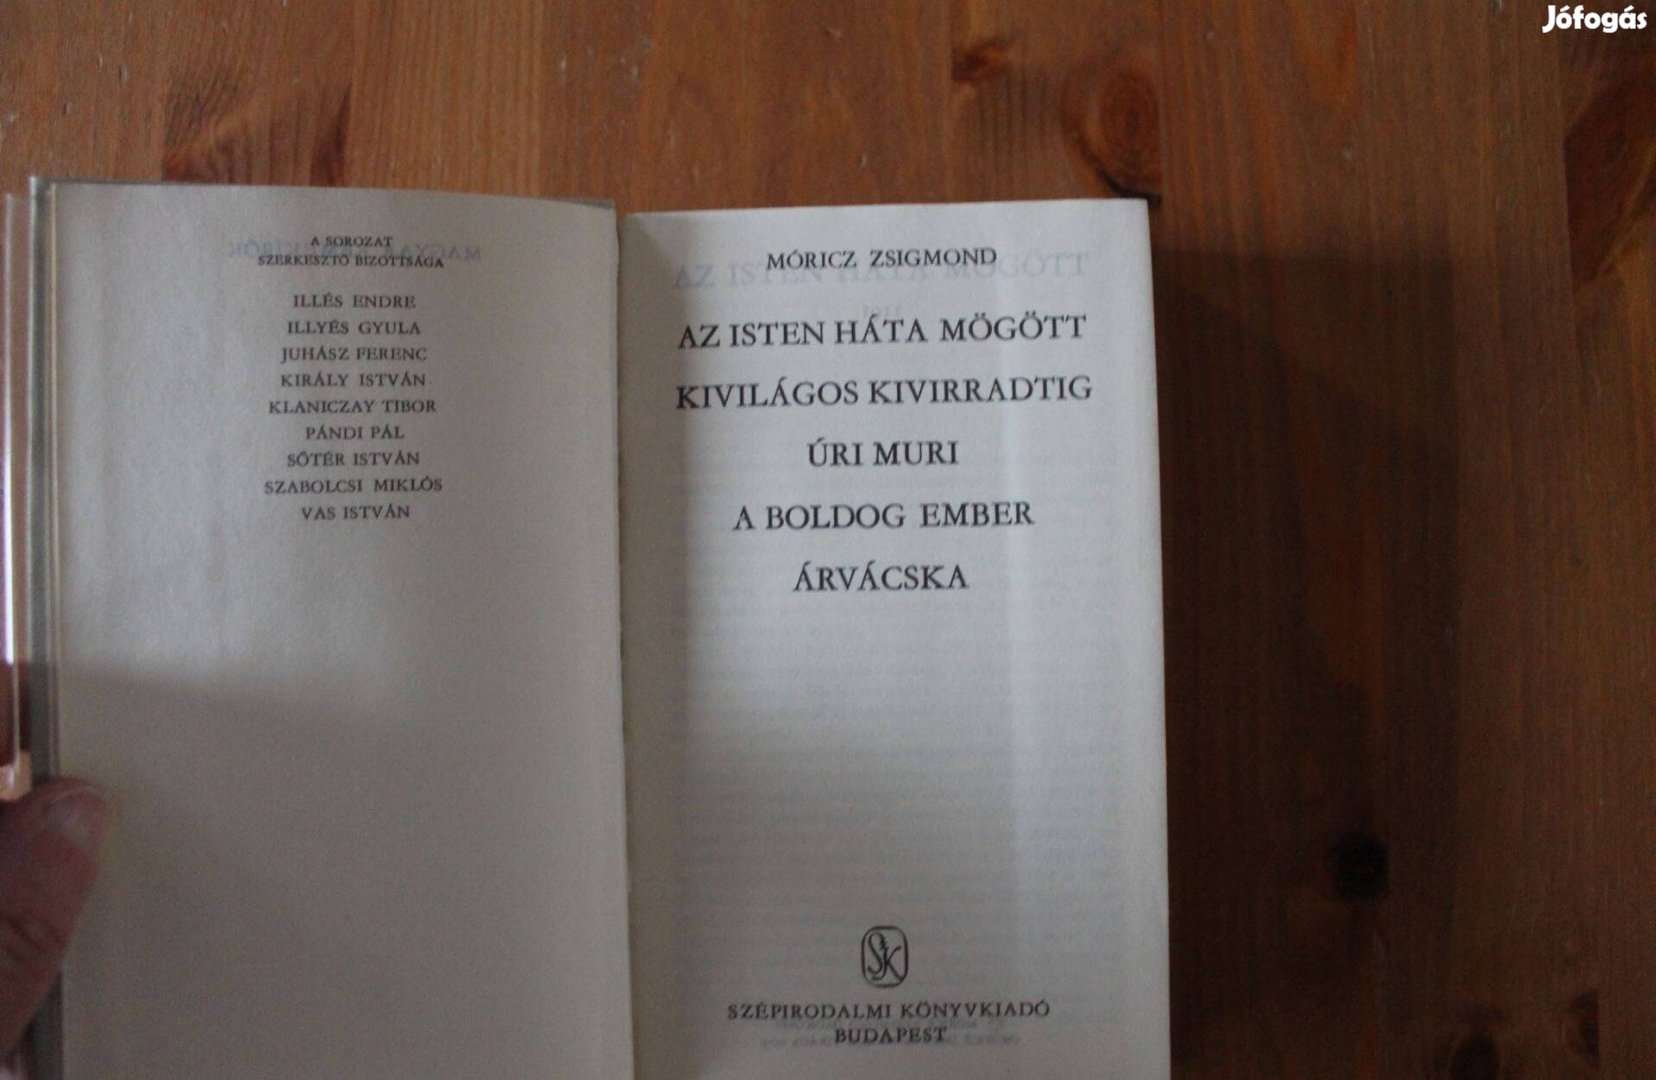 Jófogás
A SOROZAT
SZERKESZTŐ BIZOTTSÁGA
ILLÉS ENDRE
ILLYÉS GYULA
JUHÁSZ FERENC
KIRÁLY ISTVÁN
KLANICZAY TIBOR
PÁNDI PÁL
SŐTÉR ISTVÁN
SZABOLCSI MIKLÓS
VAS ISTVÁN
MÓRICZ ZSIGMOND
AZ ISTEN HÁTA MÖGÖTT
KIVILÁGOS KIVIRRADTIG
ÚRI MURI
A BOLDOG EMBER
ÁRVÁCSKA
SZK
SZÉPIRODALMI KÖNYVKIADÓ
BUDAPEST